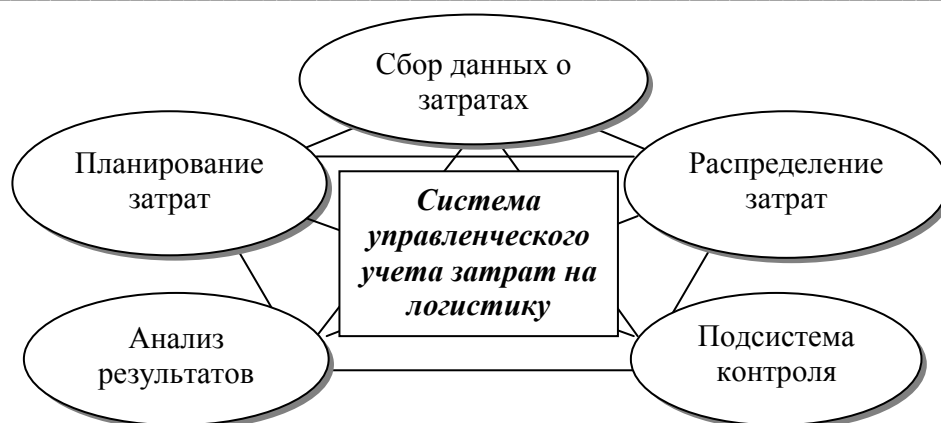 Сбор данных о
затратах
Планирование
затрат
Распределение
затрат
Система
управленческого
учета затрат на
логистику
Анализ
результатов
Подсистема
контроля